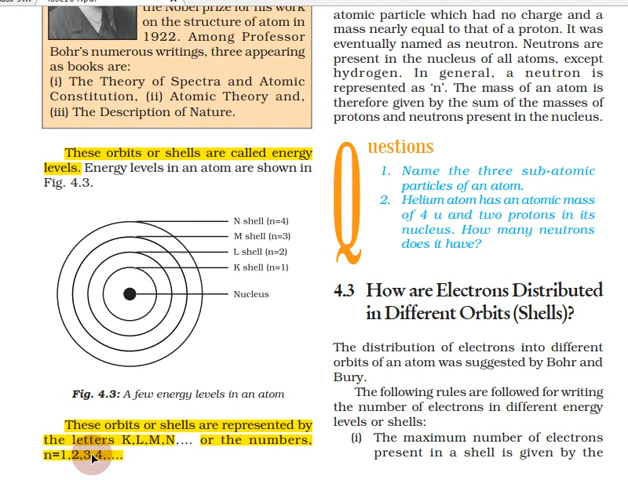 the Nobel prize for his work
on the structure of atom in
1922. Among Professor
Bohr's numerous writings, three appearing
as books are:
(i) The Theory of Spectra and Atomic
Constitution, (ii) Atomic Theory and,
(iii) The Description of Nature.
These orbits or shells are called energy
levels. Energy levels in an atom are shown in
Fig. 4.3.
N shell (n=4)
M shell (n=3)
L shell (n=2)
K shell (n=1)
Nucleus
Fig. 4.3: A few energy levels in an atom
These orbits or shells are represented by
the letters K,L,M,N,… or the numbers,
n=1,2,3,4,….
atomic particle which had no charge and a
mass nearly equal to that of a proton. It was
eventually named as neutron. Neutrons are
present in the nucleus of all atoms, except
hydrogen. In general, a neutron is
represented as 'n'. The mass of an atom is
therefore given by the sum of the masses of
protons and neutrons present in the nucleus.
Questions
1. Name the three sub-atomic
particles of an atom.
2. Helium atom has an atomic mass
of 4 u and two protons in its
nucleus. How many neutrons
does it have?
4.3 How are Electrons Distributed
in Different Orbits (Shells)?
The distribution of electrons into different
orbits of an atom was suggested by Bohr and
Bury.
The following rules are followed for writing
the number of electrons in different energy
levels or shells:
(i) The maximum number of electrons
present in a shell is given by the